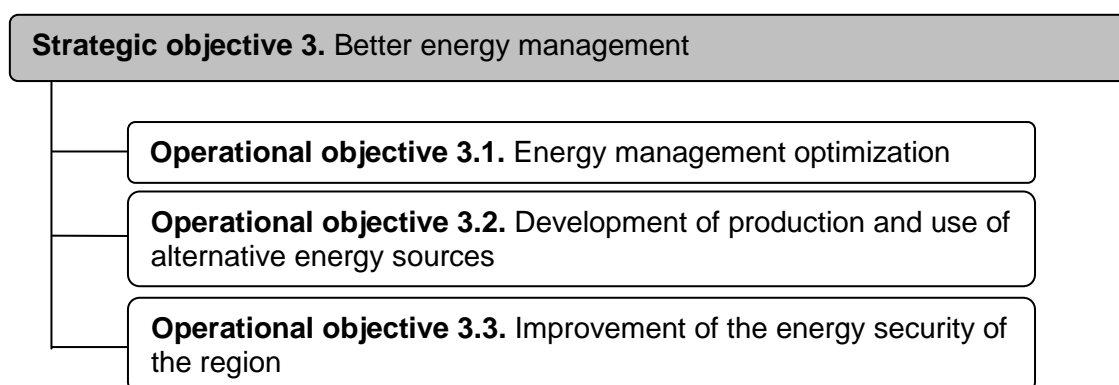 Strategic objective 3. Better energy management
Operational objective 3.1. Energy management optimization
Operational objective 3.2. Development of production and use of
alternative energy sources
Operational objective 3.3. Improvement of the energy security of
the region